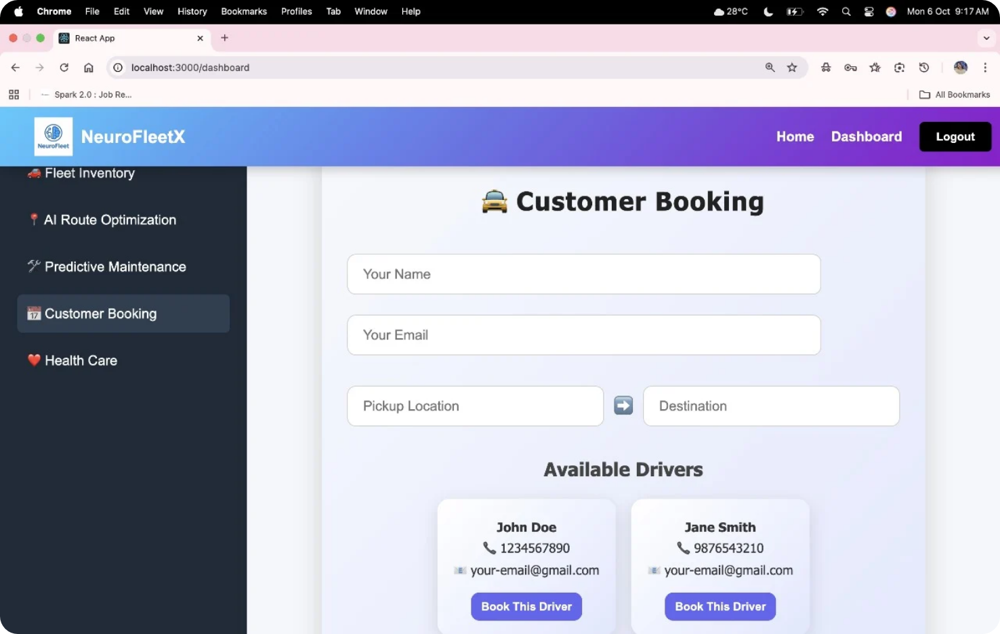 Chrome File Edit View History Bookmarks Profiles Tab Window Help 28°C Mon 6 Oct 9:17 AM
React App
localhost:3000/dashboard
Spark 2.0 : Job Re... All Bookmarks
NeuroFleet
NeuroFleetX Home Dashboard Logout
Fleet Inventory
AI Route Optimization
Predictive Maintenance
17
Customer Booking
Health Care
Customer Booking
Your Name
Your Email
Pickup Location Destination
Available Drivers
John Doe
1234567890
your-email@gmail.com
Book This Driver
Jane Smith
9876543210
your-email@gmail.com
Book This Driver